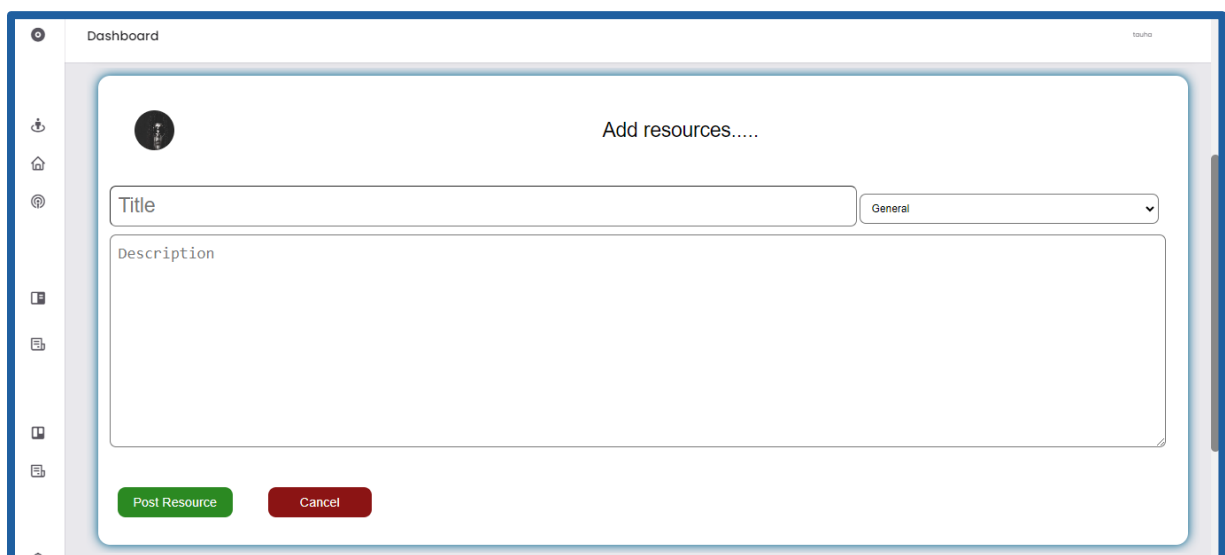 Dashboard
tauha
Add resources.....
Title
General
Description
Post Resource
Cancel